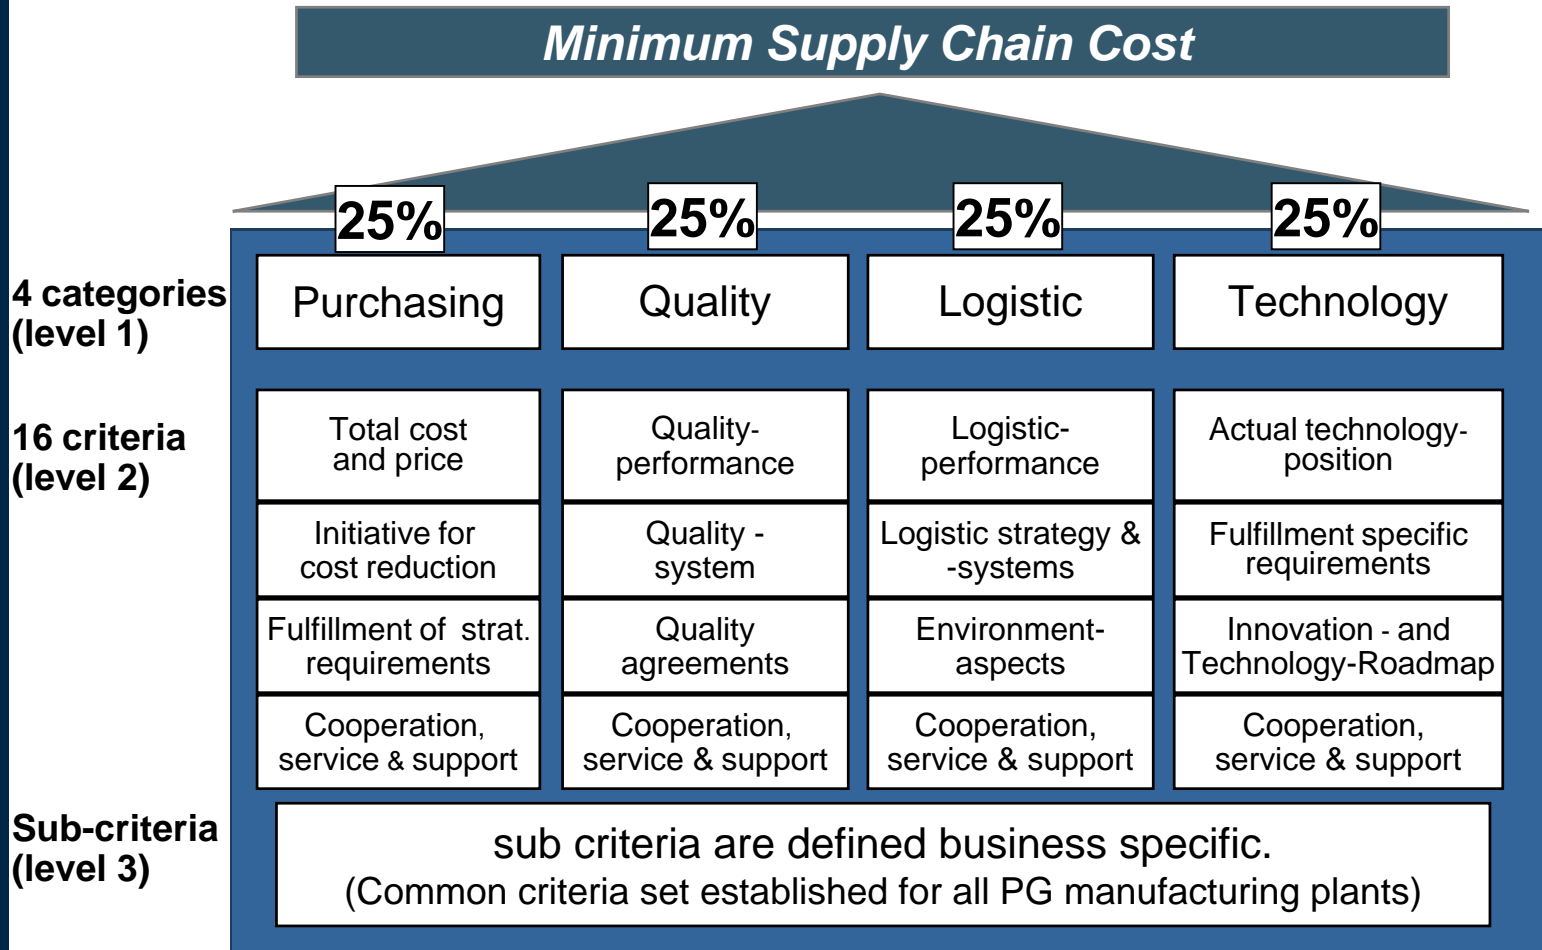 Minimum Supply Chain Cost
25%
25%
25%
25%
4 categories
(level 1)
Purchasing
Quality
Logistic
Technology
16 criteria
(level 2)
Total cost
and price
Quality-
performance
Logistic-
performance
Actual technology-
position
Initiative for
cost reduction
Quality -
system
Logistic strategy &
-systems
Fulfillment specific
requirements
Fulfillment of strat.
requirements
Quality
agreements
Environment-
aspects
Innovation - and
Technology-Roadmap
Cooperation,
service & support
Cooperation,
service & support
Cooperation,
service & support
Cooperation,
service & support
Sub-criteria
(level 3)
sub criteria are defined business specific.
(Common criteria set established for all PG manufacturing plants)